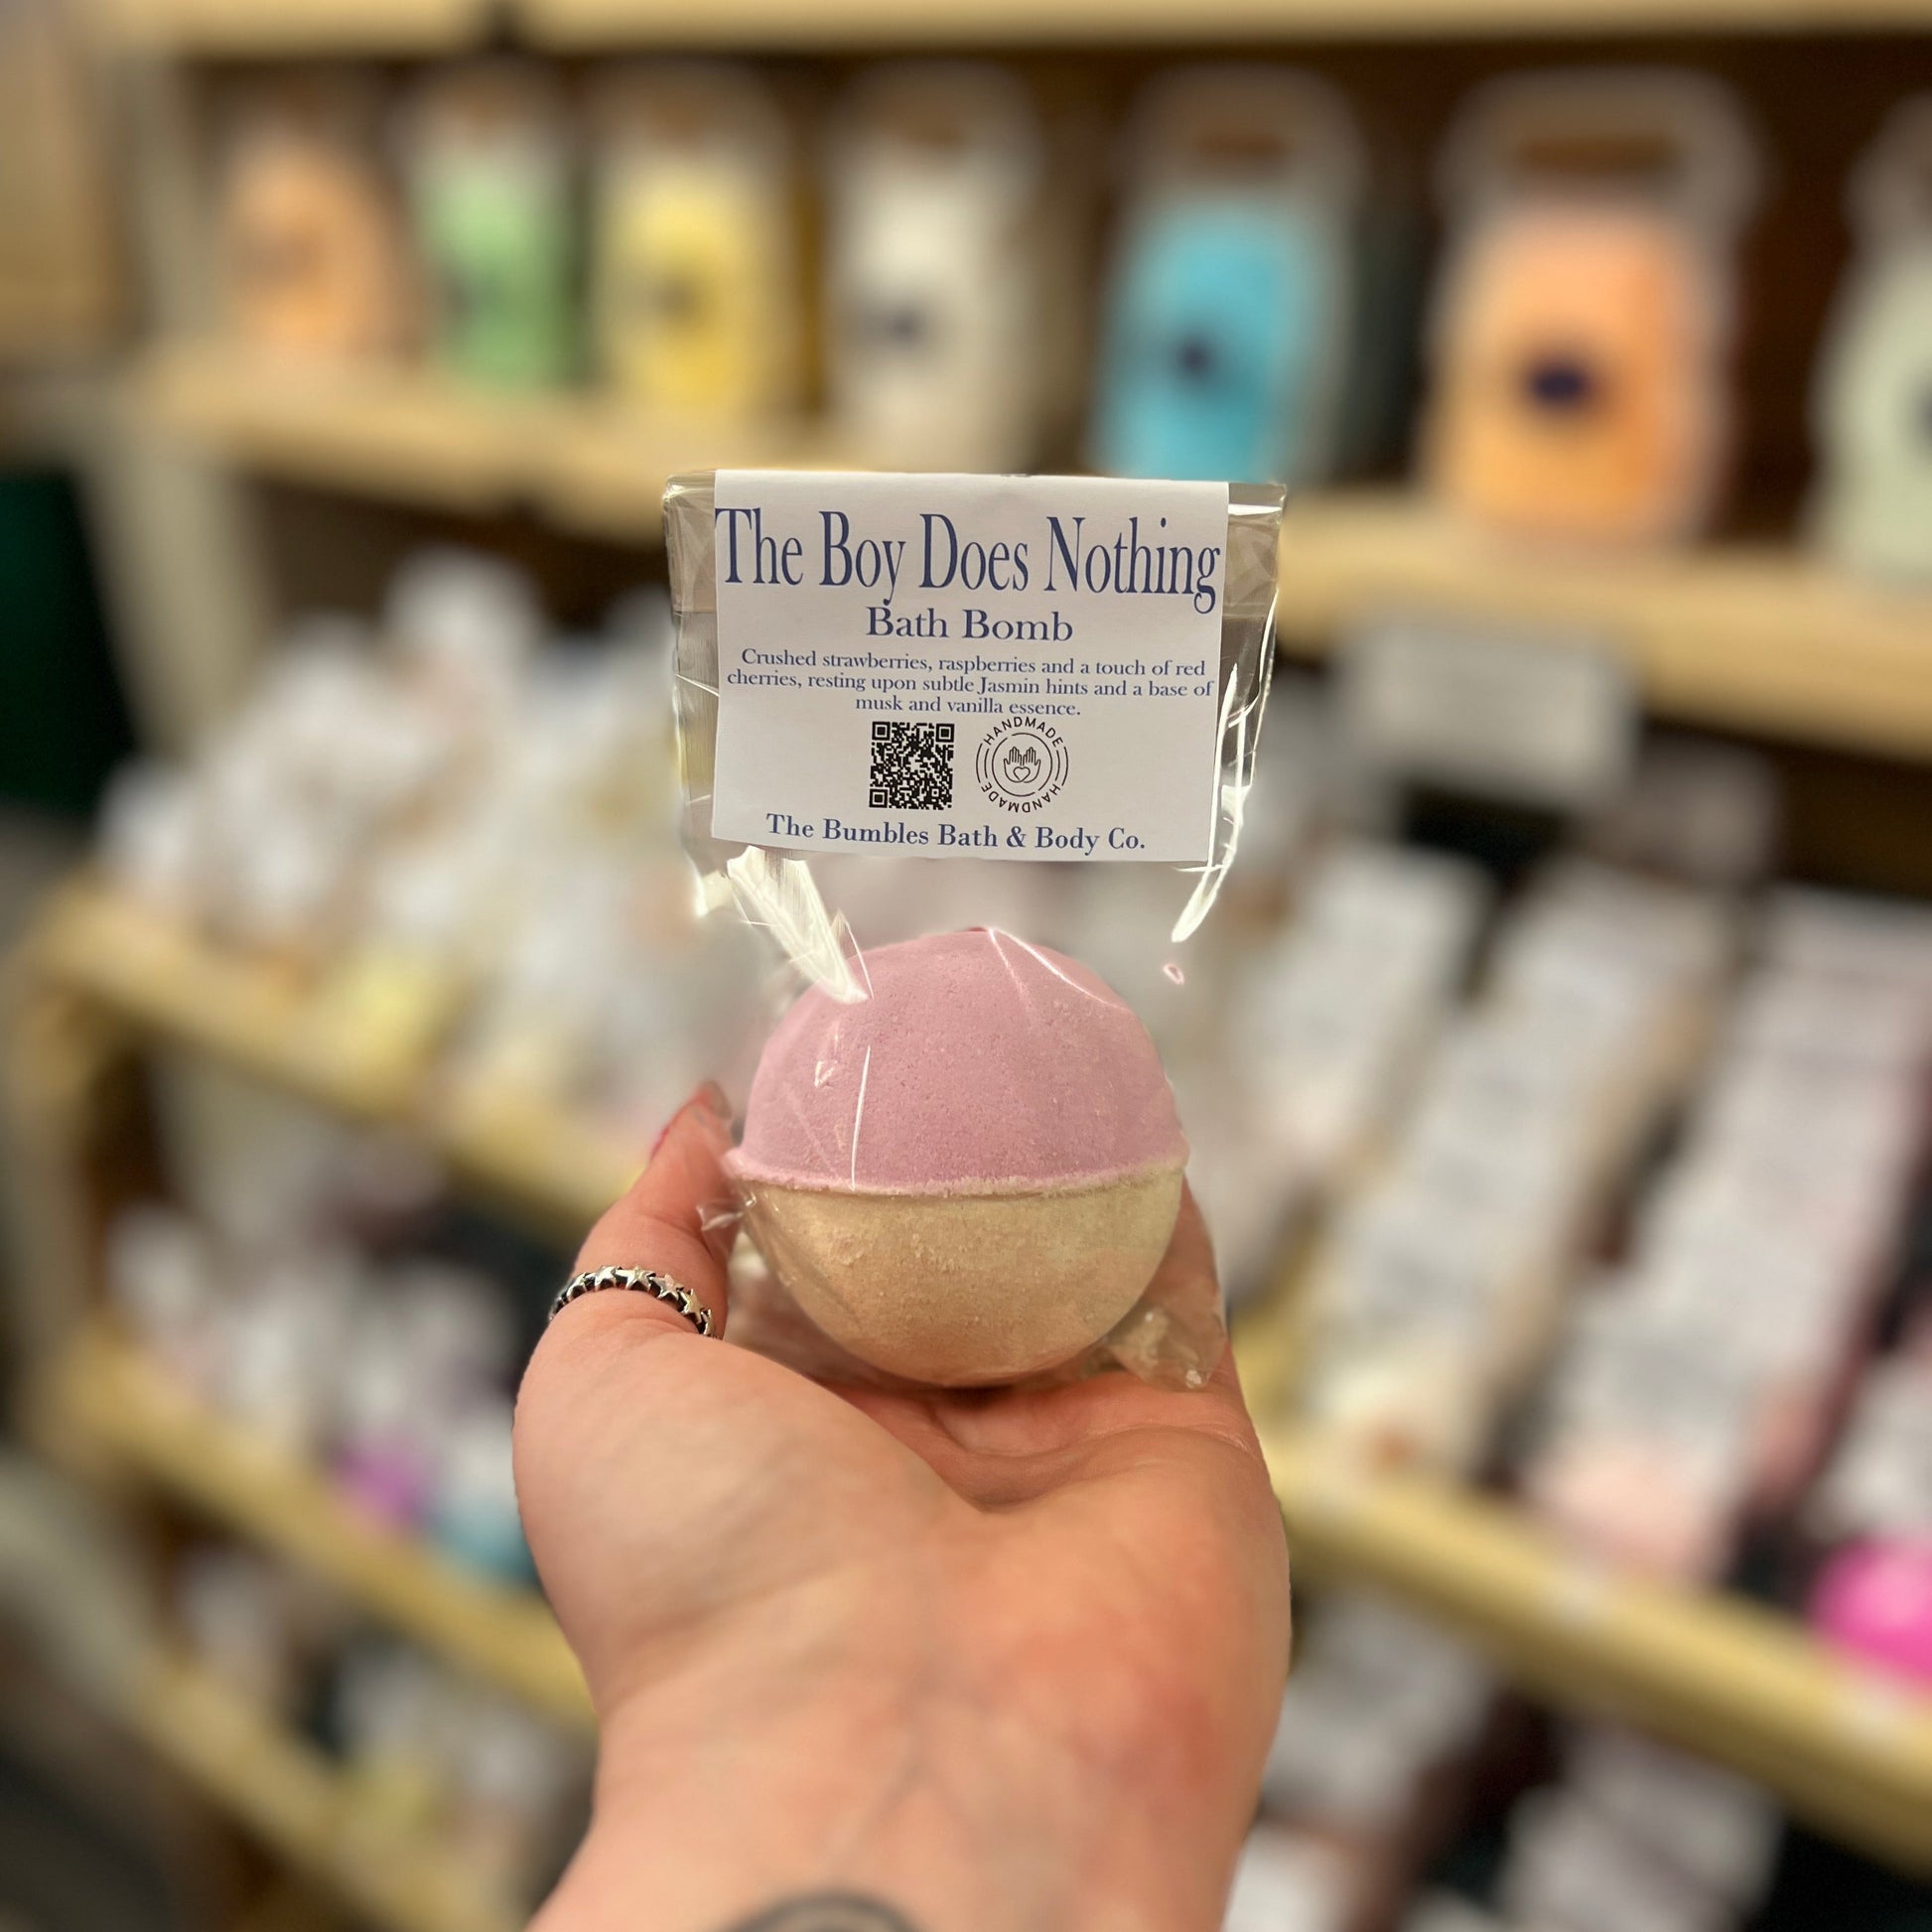 The Boy Does Nothing
Bath Bomb
Crushed strawberries, raspberries and a touch of red
cherries, resting upon subtle Jasmin hints and a base of
musk and vanilla essence.
HANDMADE
HANDMADE
The Bumbles Bath & Body Co.